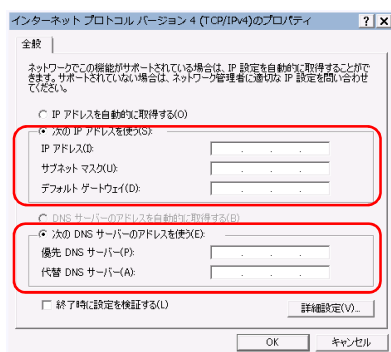 インターネット プロトコル バージョン 4 (TCP/IPv4)のプロパティ
全般
ネットワークでこの機能がサポートされている場合は、IP 設定を自動的に取得することがで
きます。サポートされていない場合は、ネットワーク管理者に適切な IP 設定を問い合わせ
てください。
IP アドレスを自動的に取得する(O)
次の IP アドレスを使う(S):
IP アドレス(I):
サブネット マスク(U):
デフォルト ゲートウェイ(D):
DNS サーバーのアドレスを自動的に取得する(B)
次の DNS サーバーのアドレスを使う(E):
優先 DNS サーバー(P):
代替 DNS サーバー(A):
終了時に設定を検証する(L)
詳細設定(V)...
OK
キャンセル